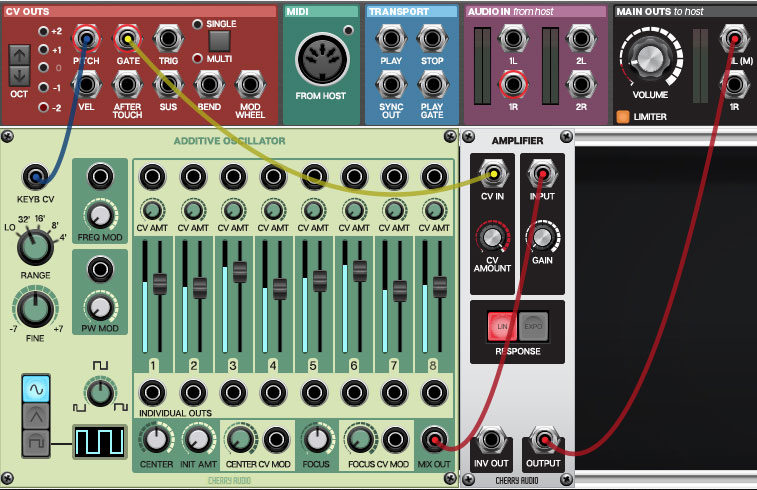 CV OUTS
+2
+1
0
-1
-2
OCT
PITCH
GATE
TRIG
SINGLE
MULTI
VEL
AFTER
TOUCH
SUS
BEND
MOD
WHEEL
MIDI
FROM HOST
TRANSPORT
PLAY
STOP
SYNC
OUT
PLAY
GATE
AUDIO IN from host
1L
2L
1R
2R
MAIN OUTS to host
VOLUME
LIMITER
1L (M)
1R
ADDITIVE OSCILLATOR
KEYB CV
LO
32'
16'
8'
4'
RANGE
-7
+7
FINE
FREQ MOD
PW MOD
CV AMT
CV AMT
CV AMT
CV AMT
CV AMT
CV AMT
CV AMT
CV AMT
1
2
3
4
5
6
7
8
INDIVIDUAL OUTS
CENTER
INIT AMT
CENTER CV MOD
FOCUS
FOCUS CV MOD
MIX OUT
CHERRY AUDIO
AMPLIFIER
CV IN
INPUT
CV
AMOUNT
GAIN
LIN
EXPO
RESPONSE
INV OUT
OUTPUT
CHERRY AUDIO